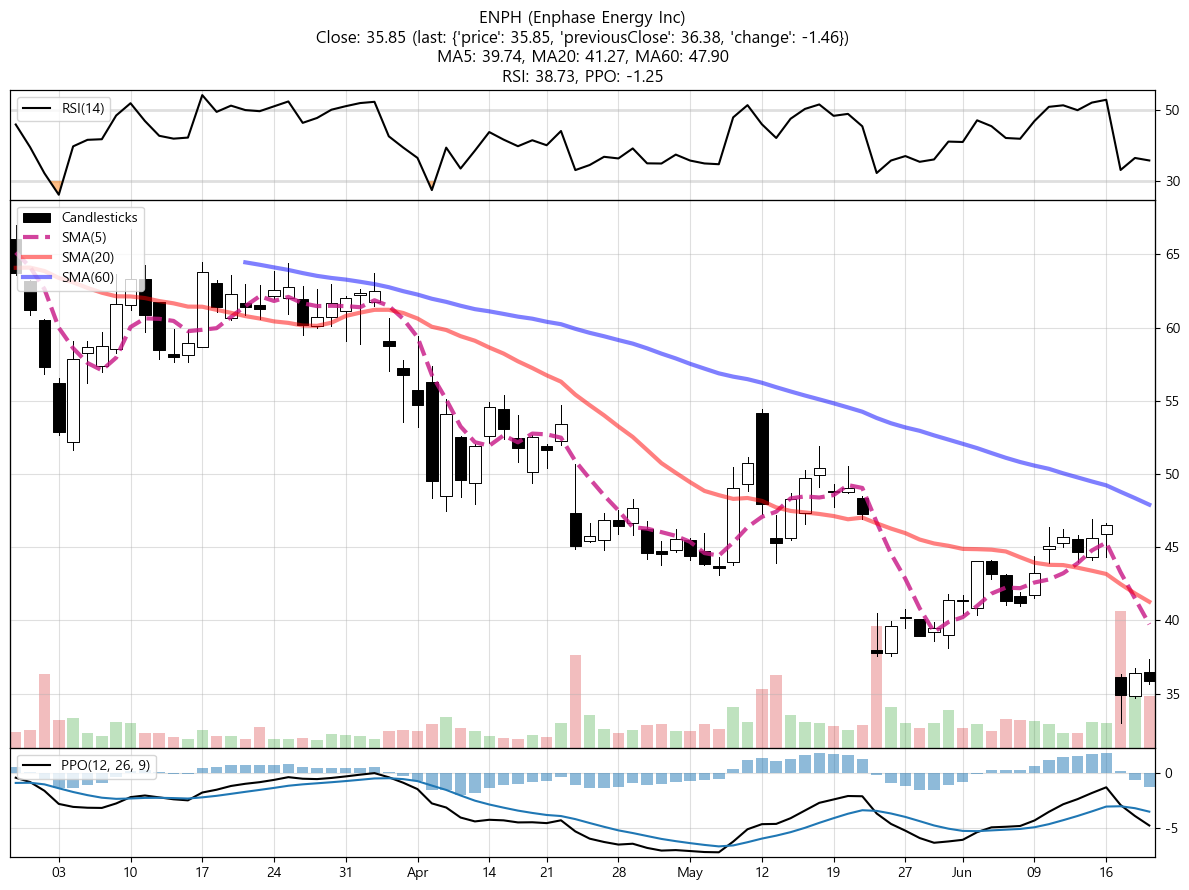 ENPH (Enphase Energy Inc)
Close: 35.85 (last: {'price': 35.85, 'previousClose': 36.38, 'change': -1.46})
MA5: 39.74, MA20: 41.27, MA60: 47.90
RSI: 38.73, PPO: -1.25
RSI(14)
50
30
Candlesticks
SMA(5)
SMA(20)
SMA(60)
65
60
55
50
45
40
35
PPO(12, 26, 9)
0
-5
03 10 17 24 31 Apr 14 21 28 May 12 19 27 Jun 09 16